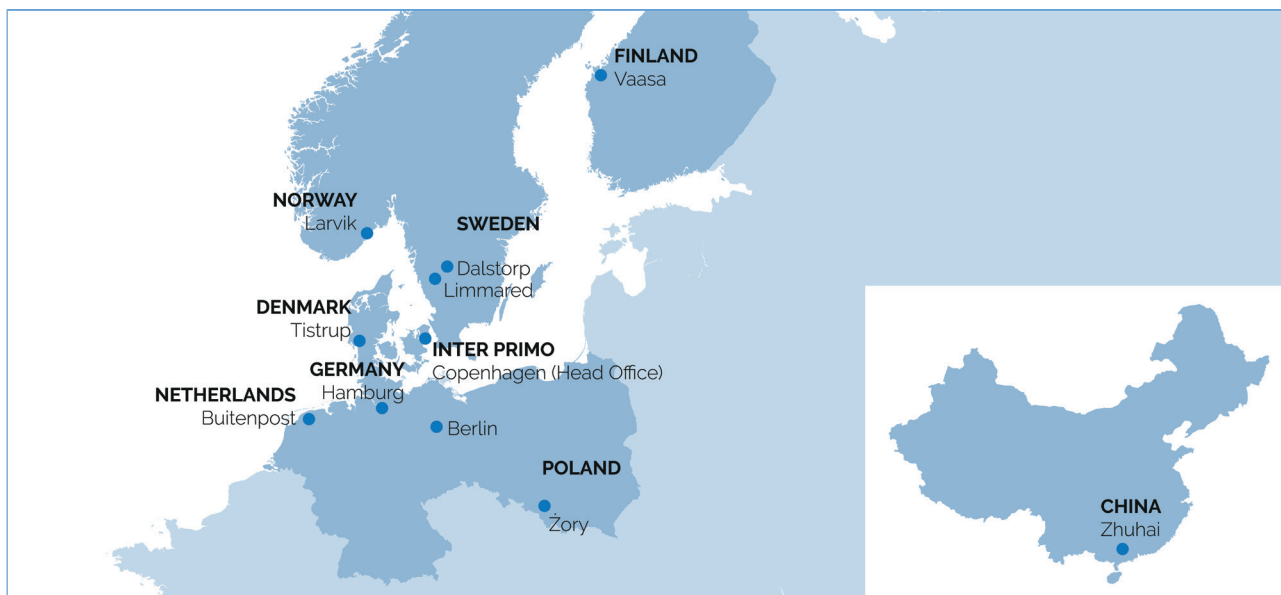 FINLAND
Vaasa
NORWAY
Larvik
SWEDEN
Dalstorp
Limmared
DENMARK
Tistrup
INTER PRIMO
Copenhagen (Head Office)
GERMANY
Hamburg
NETHERLANDS
Buitenpost
Berlin
POLAND
Żory
CHINA
Zhuhai